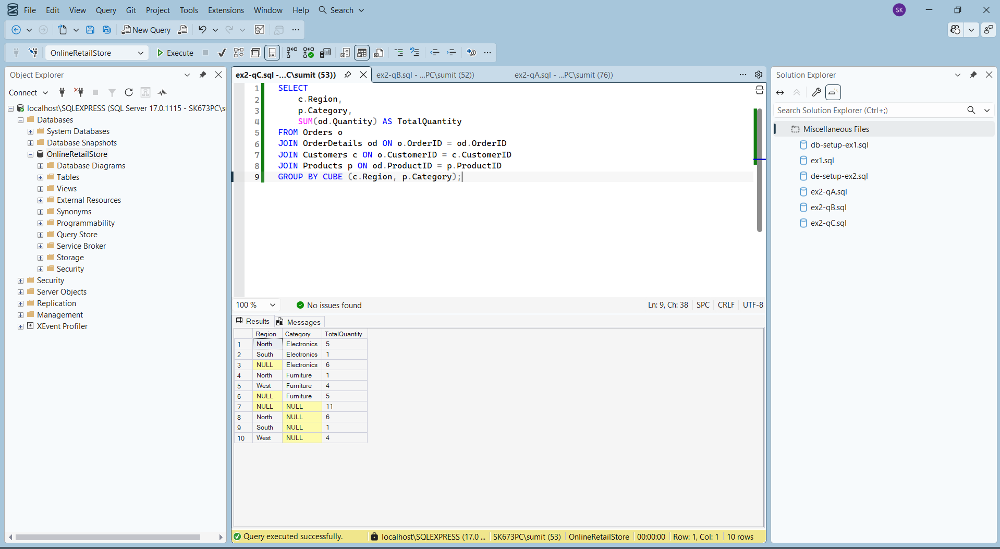 File Edit View Query Git Project Tools Extensions Window Help Search SK
New Query
OnlineRetailStore Execute
Object Explorer
Connect
localhost\SQLEXPRESS (SQL Server 17.0.1115 - SK673PC\su
Databases
System Databases
Database Snapshots
OnlineRetailStore
Database Diagrams
Tables
Views
External Resources
Synonyms
Programmability
Query Store
Service Broker
Storage
Security
Security
Server Objects
Replication
Management
XEvent Profiler
ex2-qC.sql -...C\sumit (53)) ex2-qB.sql - ...PC\sumit (52)) ex2-qA.sql - ...PC\sumit (76))
1 SELECT
2 c.Region,
3 p.Category,
4 SUM(od.Quantity) AS TotalQuantity
5 FROM Orders o
6 JOIN OrderDetails od ON o.OrderID = od.OrderID
7 JOIN Customers c ON o.CustomerID = c.CustomerID
8 JOIN Products p ON od.ProductID = p.ProductID
9 GROUP BY CUBE (c.Region, p.Category);
100 % No issues found Ln: 9, Ch: 38 SPC CRLF UTF-8
Results Messages
Region Category TotalQuantity
1 North Electronics 5
2 South Electronics 1
3 NULL Electronics 6
4 North Furniture 1
5 West Furniture 4
6 NULL Furniture 5
7 NULL NULL 11
8 North NULL 6
9 South NULL 1
10 West NULL 4
Query executed successfully. localhost\SQLEXPRESS (17.0 ... SK673PC\sumit (53) OnlineRetailStore 00:00:00 Row: 1, Col: 1 10 rows
Solution Explorer
Search Solution Explorer (Ctrl+;)
Miscellaneous Files
db-setup-ex1.sql
ex1.sql
de-setup-ex2.sql
ex2-qA.sql
ex2-qB.sql
ex2-qC.sql